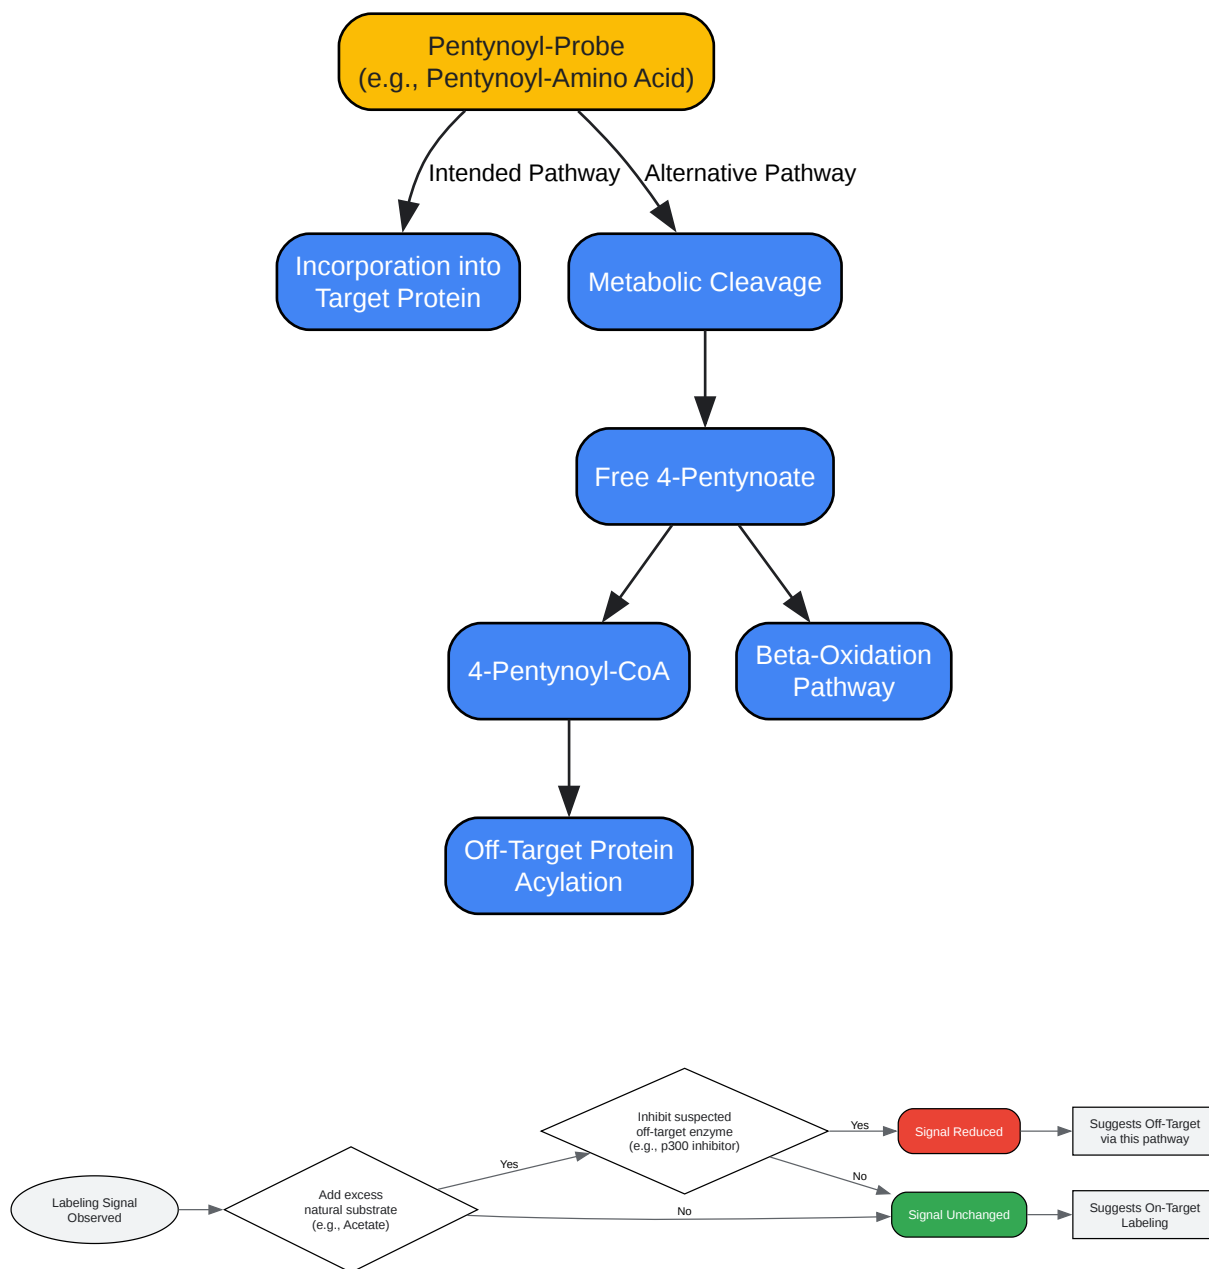 Pentynoyl-Probe
(e.g., Pentynoyl-Amino Acid)
Intended Pathway
Alternative Pathway
Incorporation into
Target Protein
Metabolic Cleavage
Free 4-Pentynoate
4-Pentynoyl-CoA
Beta-Oxidation
Pathway
Off-Target Protein
Acylation
Labeling Signal
Observed
Add excess
natural substrate
(e.g., Acetate)
Yes
No
Inhibit suspected
off-target enzyme
(e.g., p300 inhibitor)
Yes
No
Signal Reduced
Suggests Off-Target
via this pathway
Signal Unchanged
Suggests On-Target
Labeling